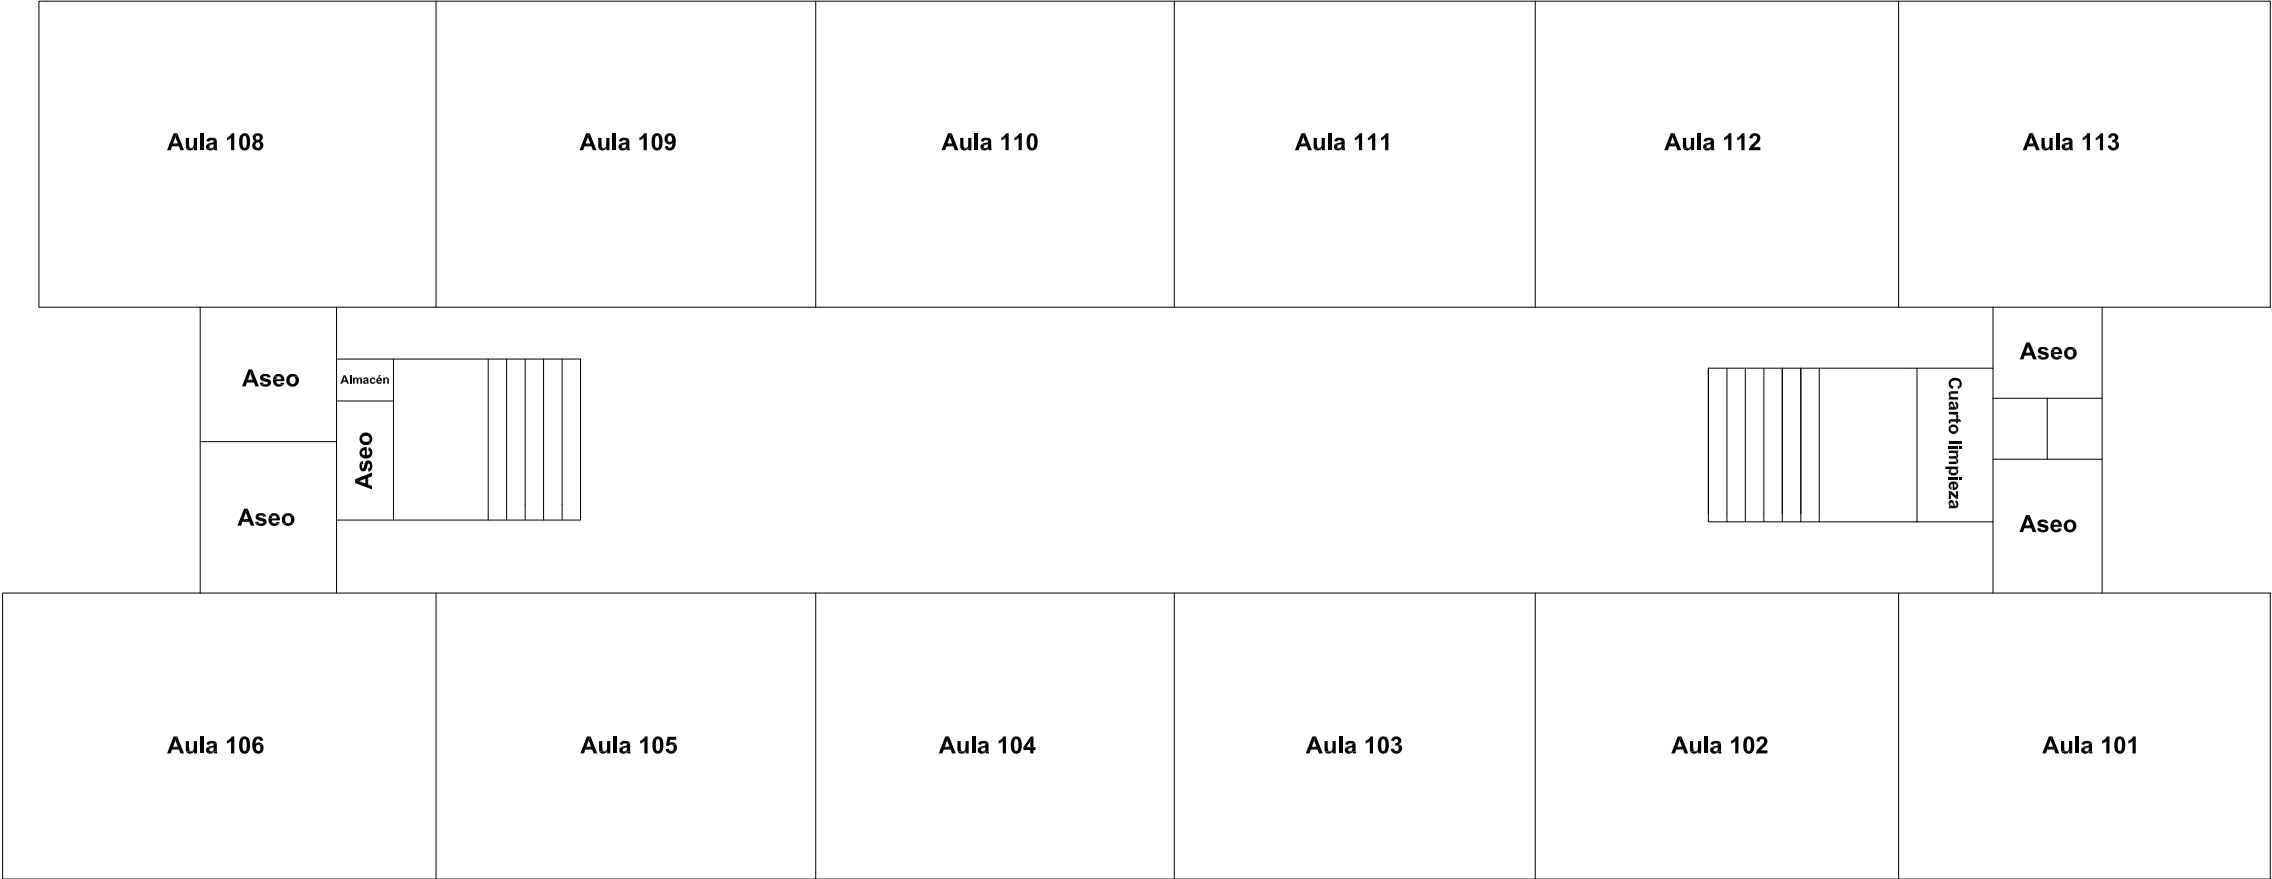 Aula 108
Aula 109
Aula 110
Aula 111
Aula 112
Aula 113
Aseo
Almacén
Aseo
Aseo
Cuarto limpieza
Aseo
Aseo
Aula 106
Aula 105
Aula 104
Aula 103
Aula 102
Aula 101